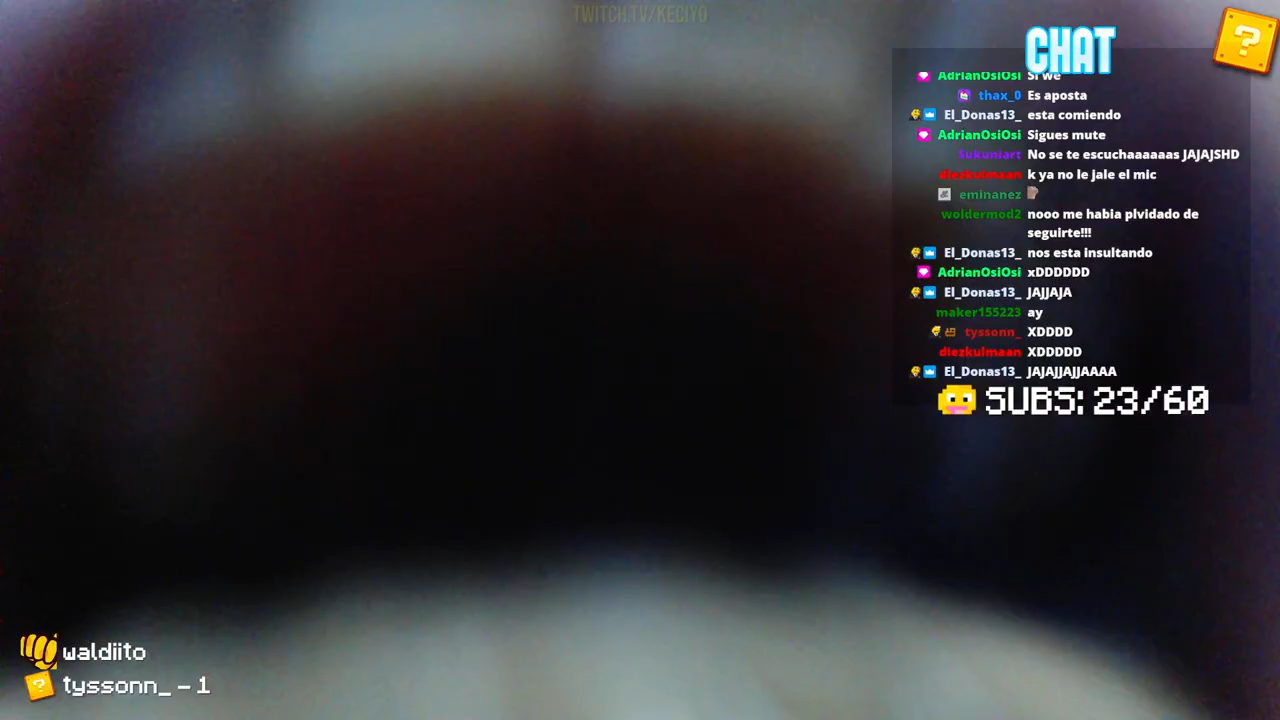 TWITCH.TV/KECIYO
CHAT
AdrianOsiOsi Si we
thax_0 Es aposta
El_Donas13_ esta comiendo
AdrianOsiOsi Sigues mute
Sukuniart No se te escuchaaaaaas JAJAJSHD
diezkulmaan k ya no le jale el mic
eminanez
woldermod2 nooo me habia plvidado de
seguirte!!!
El_Donas13_ nos esta insultando
AdrianOsiOsi xDDDDDD
El_Donas13_ JAJJAJA
maker155223 ay
tyssonn_ XDDDD
diezkulmaan XDDDDD
El_Donas13_ JAJAJJAJJAAAA
SUBS: 23/60
waldiito
tyssonn_ - 1